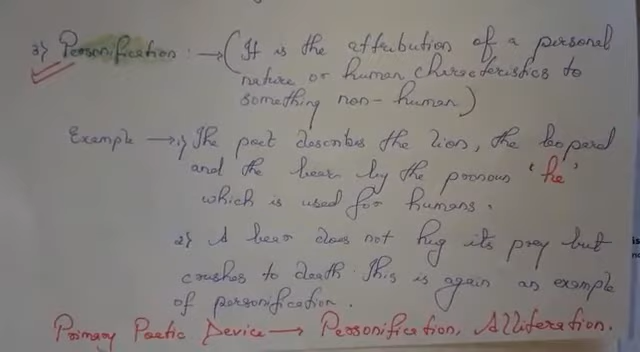 3) Personification :→ (It is the attribution of a personal
nature or human characteristics to
something non-human)
Example → 1) The poet describes the lion, the leopard
and the bear by the pronoun 'he'
which is used for humans.
2) A bear does not hug its prey but
crushes to death. This is again an example
of personification.
Primary Poetic Device → Personification, Alliteration.